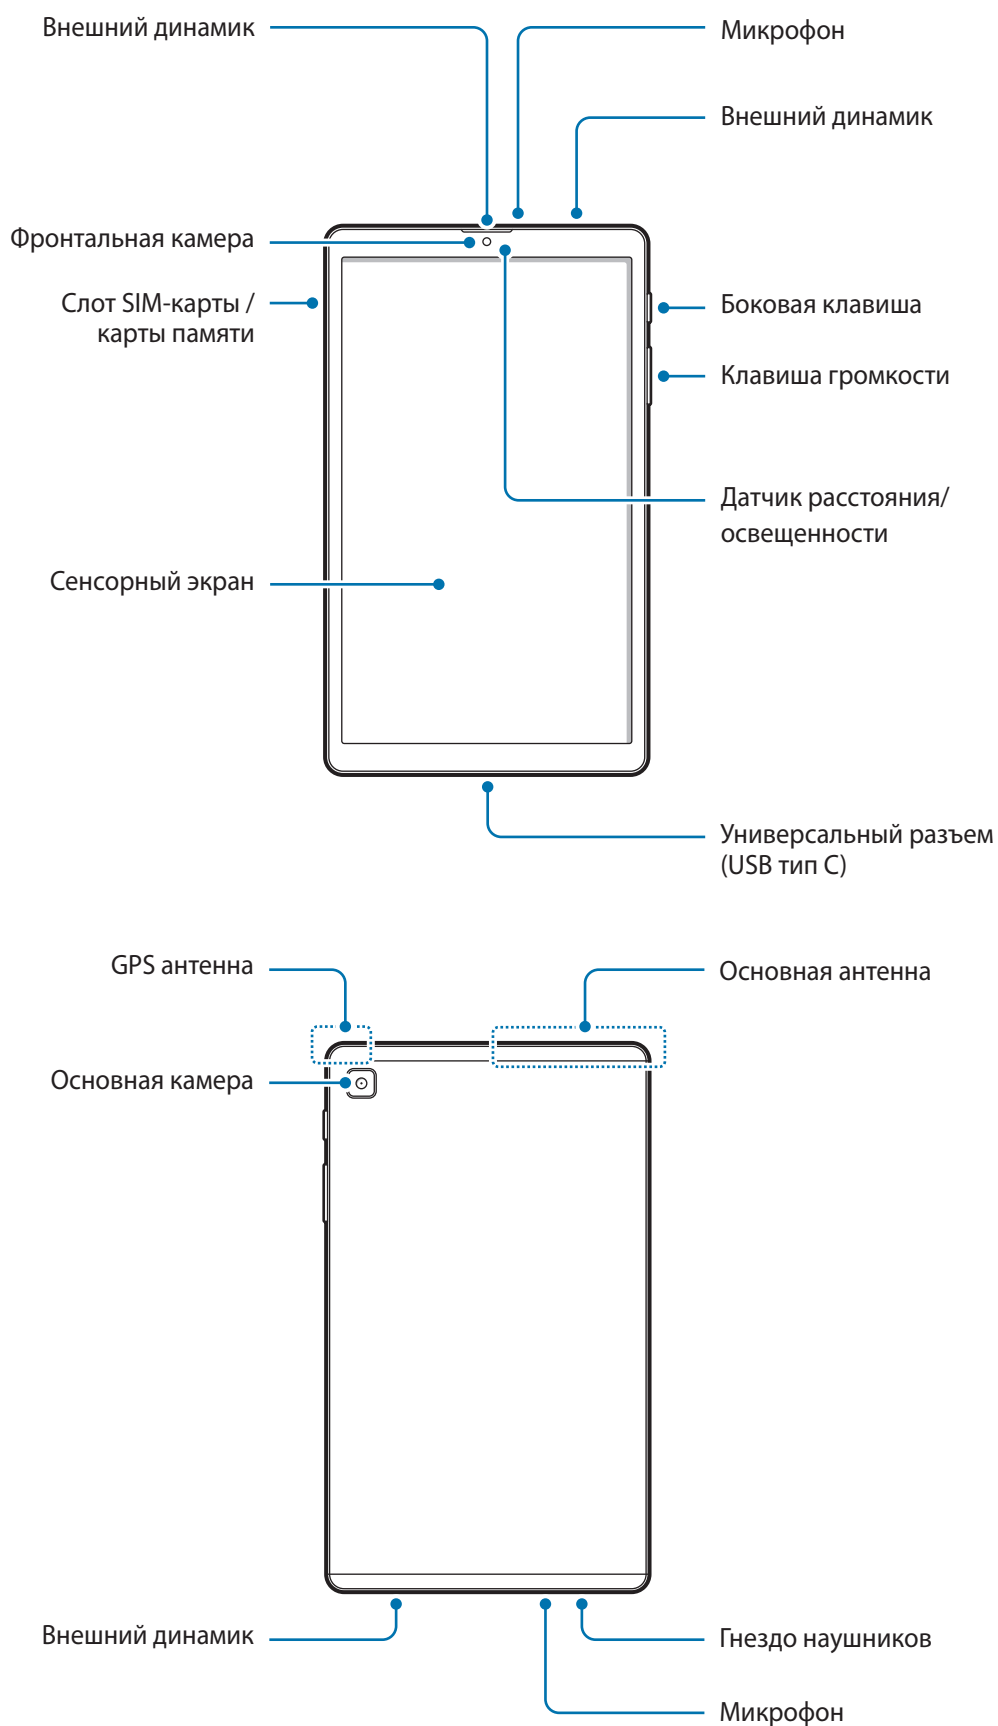 Внешний динамик
Микрофон
Внешний динамик
Фронтальная камера
Слот SIM-карты /
карты памяти
Боковая клавиша
Клавиша громкости
Датчик расстояния/
освещенности
Сенсорный экран
Универсальный разъем
(USB тип C)
GPS антенна
Основная антенна
Основная камера
Внешний динамик
Гнездо наушников
Микрофон